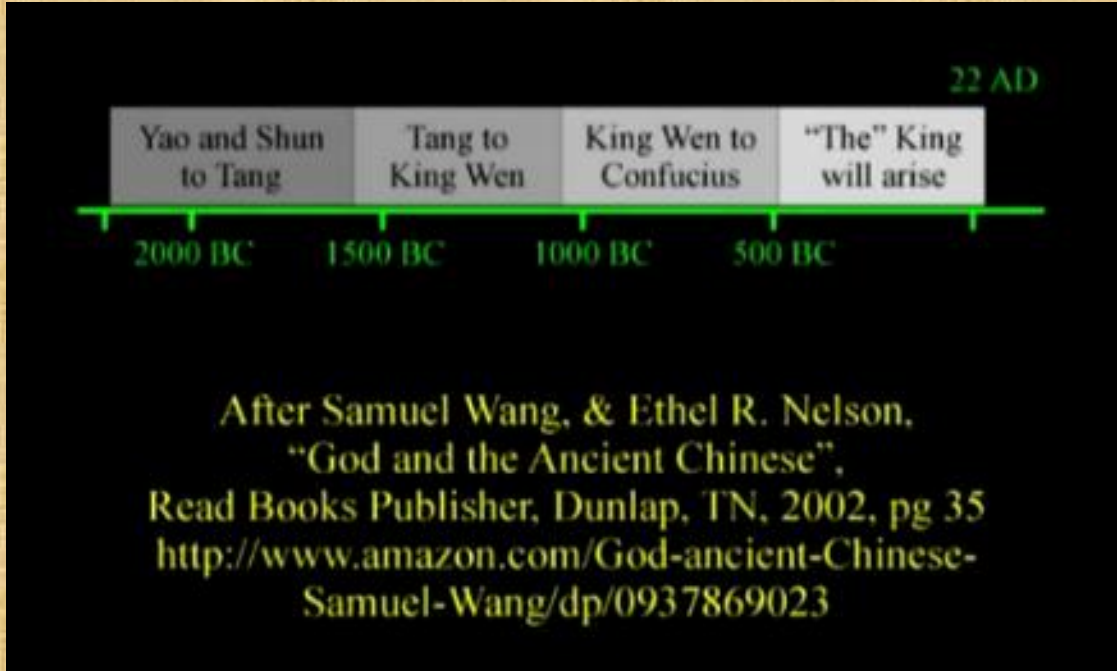 22 AD
Yao and Shun
to Tang
Tang to
King Wen
King Wen to
Confucius
“The” King
will arise
2000 BC
1500 BC
1000 BC
500 BC
After Samuel Wang, & Ethel R. Nelson,
“God and the Ancient Chinese”,
Read Books Publisher, Dunlap, TN, 2002, pg 35
http://www.amazon.com/God-ancient-Chinese-
Samuel-Wang/dp/0937869023